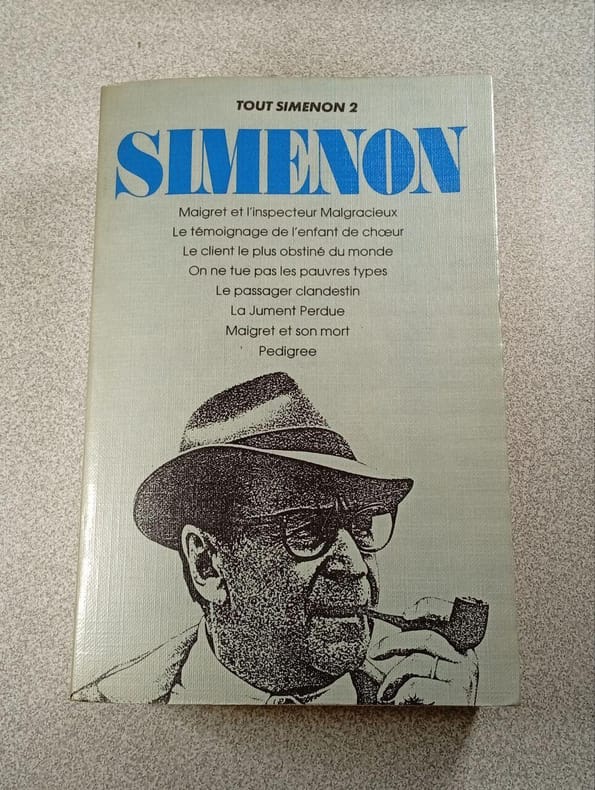 TOUT SIMENON 2
SIMENON
Maigret et l'inspecteur Malgracieux
Le témoignage de l'enfant de chœur
Le client le plus obstiné du monde
On ne tue pas les pauvres types
Le passager clandestin
La Jument Perdue
Maigret et son mort
Pedigree